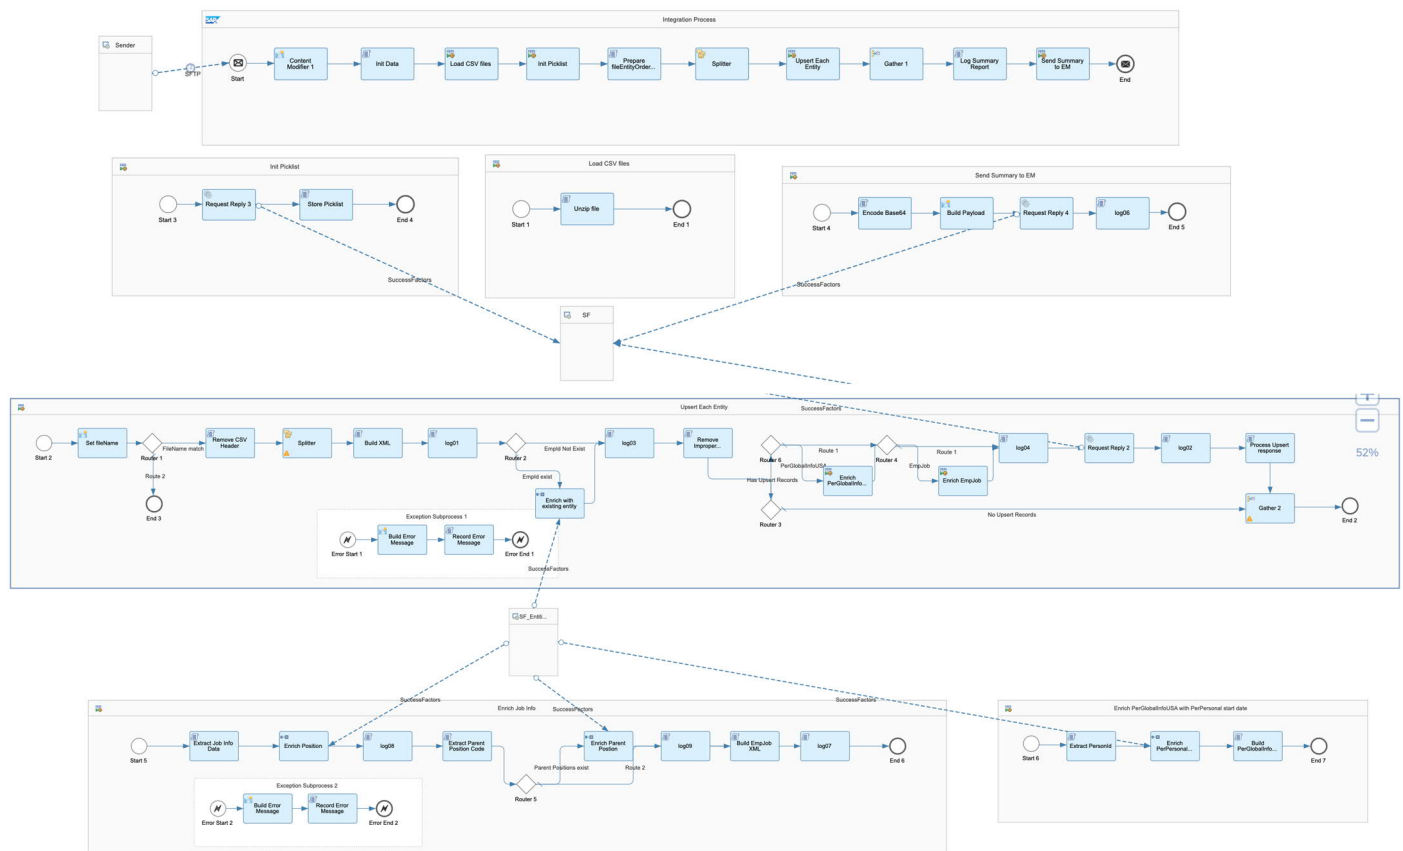 SAP
Integration Process
Sender
SFTP
Start
Content
Modifier 1
Init Data
Load CSV files
Init Picklist
Prepare
fileEntityOrder...
Splitter
Upsert Each
Entity
Gather 1
Log Summary
Report
Send Summary
to EM
End
Init Picklist
Start 3
Request Reply 3
Store Picklist
End 4
SuccessFactors
Load CSV files
Start 1
Unzip file
End 1
Send Summary to EM
Start 4
Encode Base64
Build Payload
Request Reply 4
log06
End 5
SuccessFactors
SF
Upsert Each Entity
SuccessFactors
52%
Start 2
Set fileName
Router 1
FileName match
Route 2
End 3
Remove CSV
Header
Splitter
Build XML
log01
Router 2
EmpId Not Exist
EmpId exist
Enrich with
existing entity
log03
Remove
Improper...
Router 6
Route 1
PerGlobalInfoUSA
Has Upsert Records
Enrich
PerGlobalInfo...
Router 4
Route 1
EmpJob
Enrich EmpJob
log04
Request Reply 2
log02
Process Upsert
response
Router 3
No Upsert Records
Gather 2
End 2
Exception Subprocess 1
Error Start 1
Build Error
Message
Record Error
Message
Error End 1
SuccessFactors
SF_Enti...
SuccessFactors
SuccessFactors
SuccessFactors
Enrich Job Info
Start 5
Extract Job Info
Data
Enrich Position
log08
Extract Parent
Position Code
Router 5
Parent Positions exist
Route 2
Enrich Parent
Postion
log09
Build EmpJob
XML
log07
End 6
Exception Subprocess 2
Error Start 2
Build Error
Message
Record Error
Message
Error End 2
Enrich PerGlobalInfoUSA with PerPersonal start date
Start 6
Extract PersonId
Enrich
PerPersonal...
Build
PerGlobalInfo...
End 7